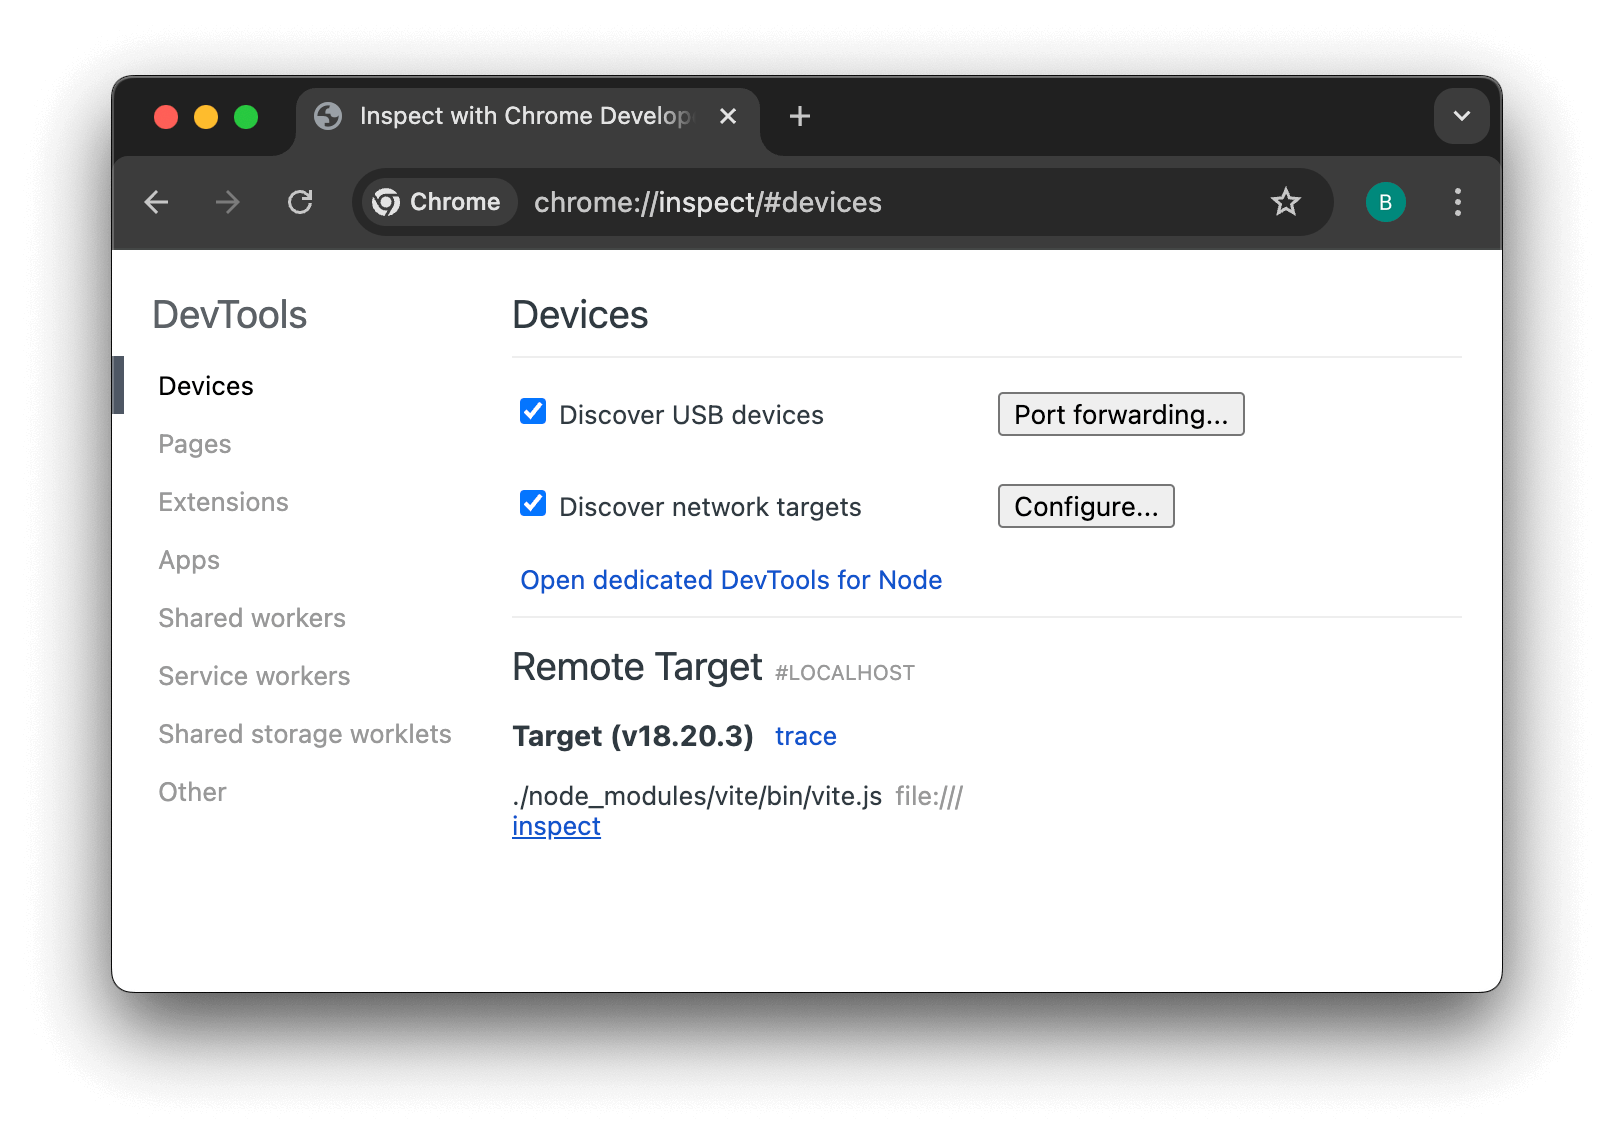 Inspect with Chrome Develop
Chrome chrome://inspect/#devices B
DevTools
Devices
Pages
Extensions
Apps
Shared workers
Service workers
Shared storage worklets
Other
Devices
Discover USB devices Port forwarding...
Discover network targets Configure...
Open dedicated DevTools for Node
Remote Target #LOCALHOST
Target (v18.20.3) trace
./node_modules/vite/bin/vite.js file:///
inspect